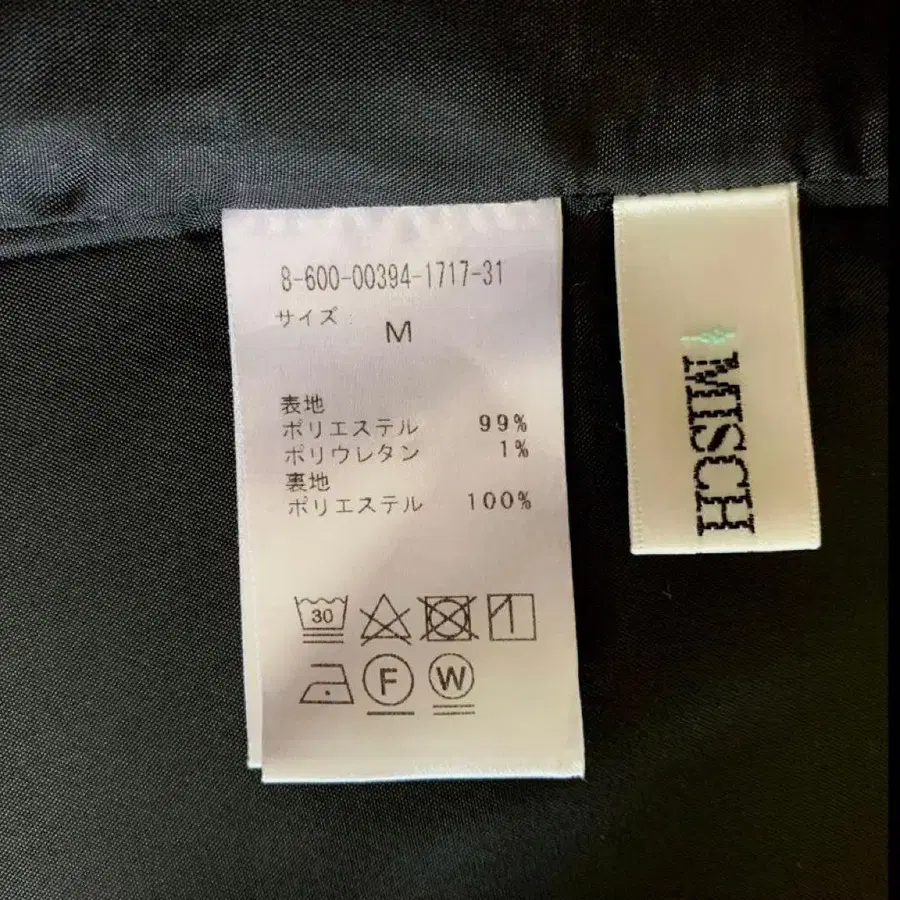 8-600-00394-1717-31
サイズ:
M
表地
ポリエステル 99%
ポリウレタン 1%
裏地
ポリエステル 100%
30
F
W
MISCH